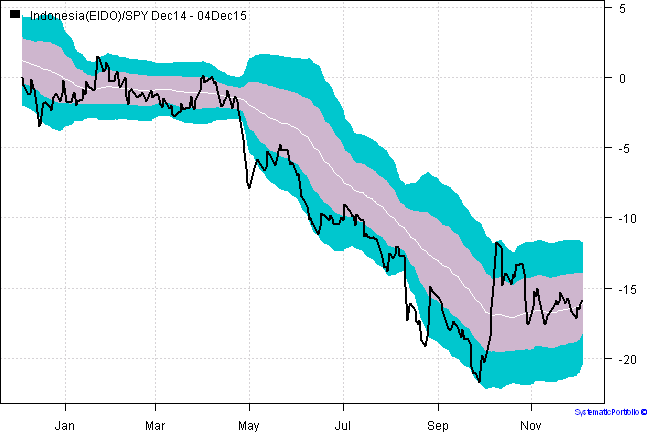 Indonesia(EIDO)/SPY Dec14 - 04Dec15
5
0
-5
-10
-15
-20
Jan Mar May Jul Sep Nov
SystematicPortfolio ©